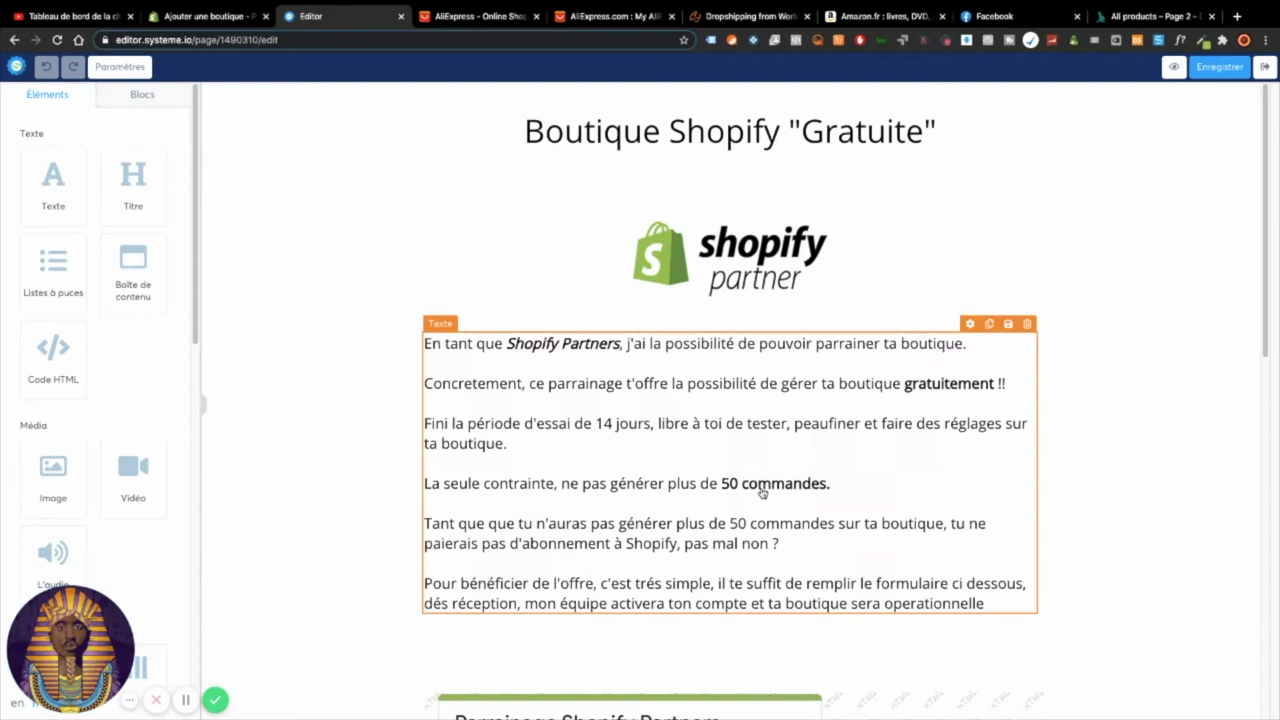 Tableau de bord de la c
Ajouter une boutique - P
Editor
AliExpress - Online Sho
AliExpress.com : My Ali
Dropshipping from Worl
Amazon.fr : livres, DVD,
Facebook
All products – Page 2 – L
editor.systeme.io/page/1490310/edit
Paramètres
Enregistrer
Éléments
Blocs
Texte
Texte
Titre
Listes à puces
Boîte de contenu
Code HTML
Média
Image
Vidéo
L'audio
en
Boutique Shopify "Gratuite"
shopify
partner
Texte
En tant que Shopify Partners, j'ai la possibilité de pouvoir parrainer ta boutique.
Concretement, ce parrainage t'offre la possibilité de gérer ta boutique gratuitement !!
Fini la période d'essai de 14 jours, libre à toi de tester, peaufiner et faire des réglages sur
ta boutique.
La seule contrainte, ne pas générer plus de 50 commandes.
Tant que que tu n'auras pas générer plus de 50 commandes sur ta boutique, tu ne
paierais pas d'abonnement à Shopify, pas mal non ?
Pour bénéficier de l'offre, c'est trés simple, il te suffit de remplir le formulaire ci dessous,
dés réception, mon équipe activera ton compte et ta boutique sera operationnelle
Parrainage Shopify Partners